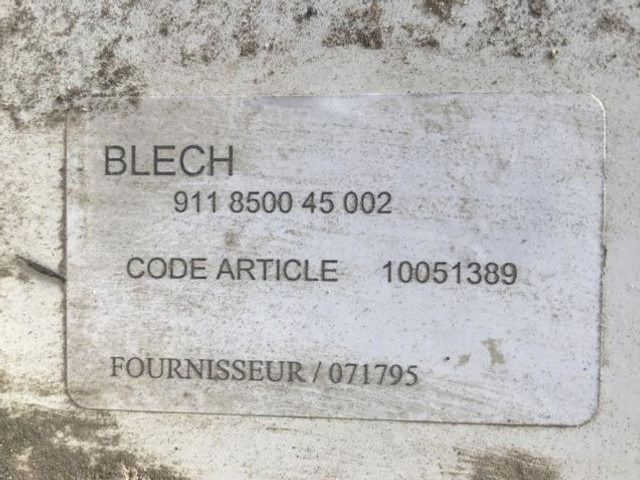 BLECH
911 8500 45 002
CODE ARTICLE 10051389
FOURNISSEUR / 071795